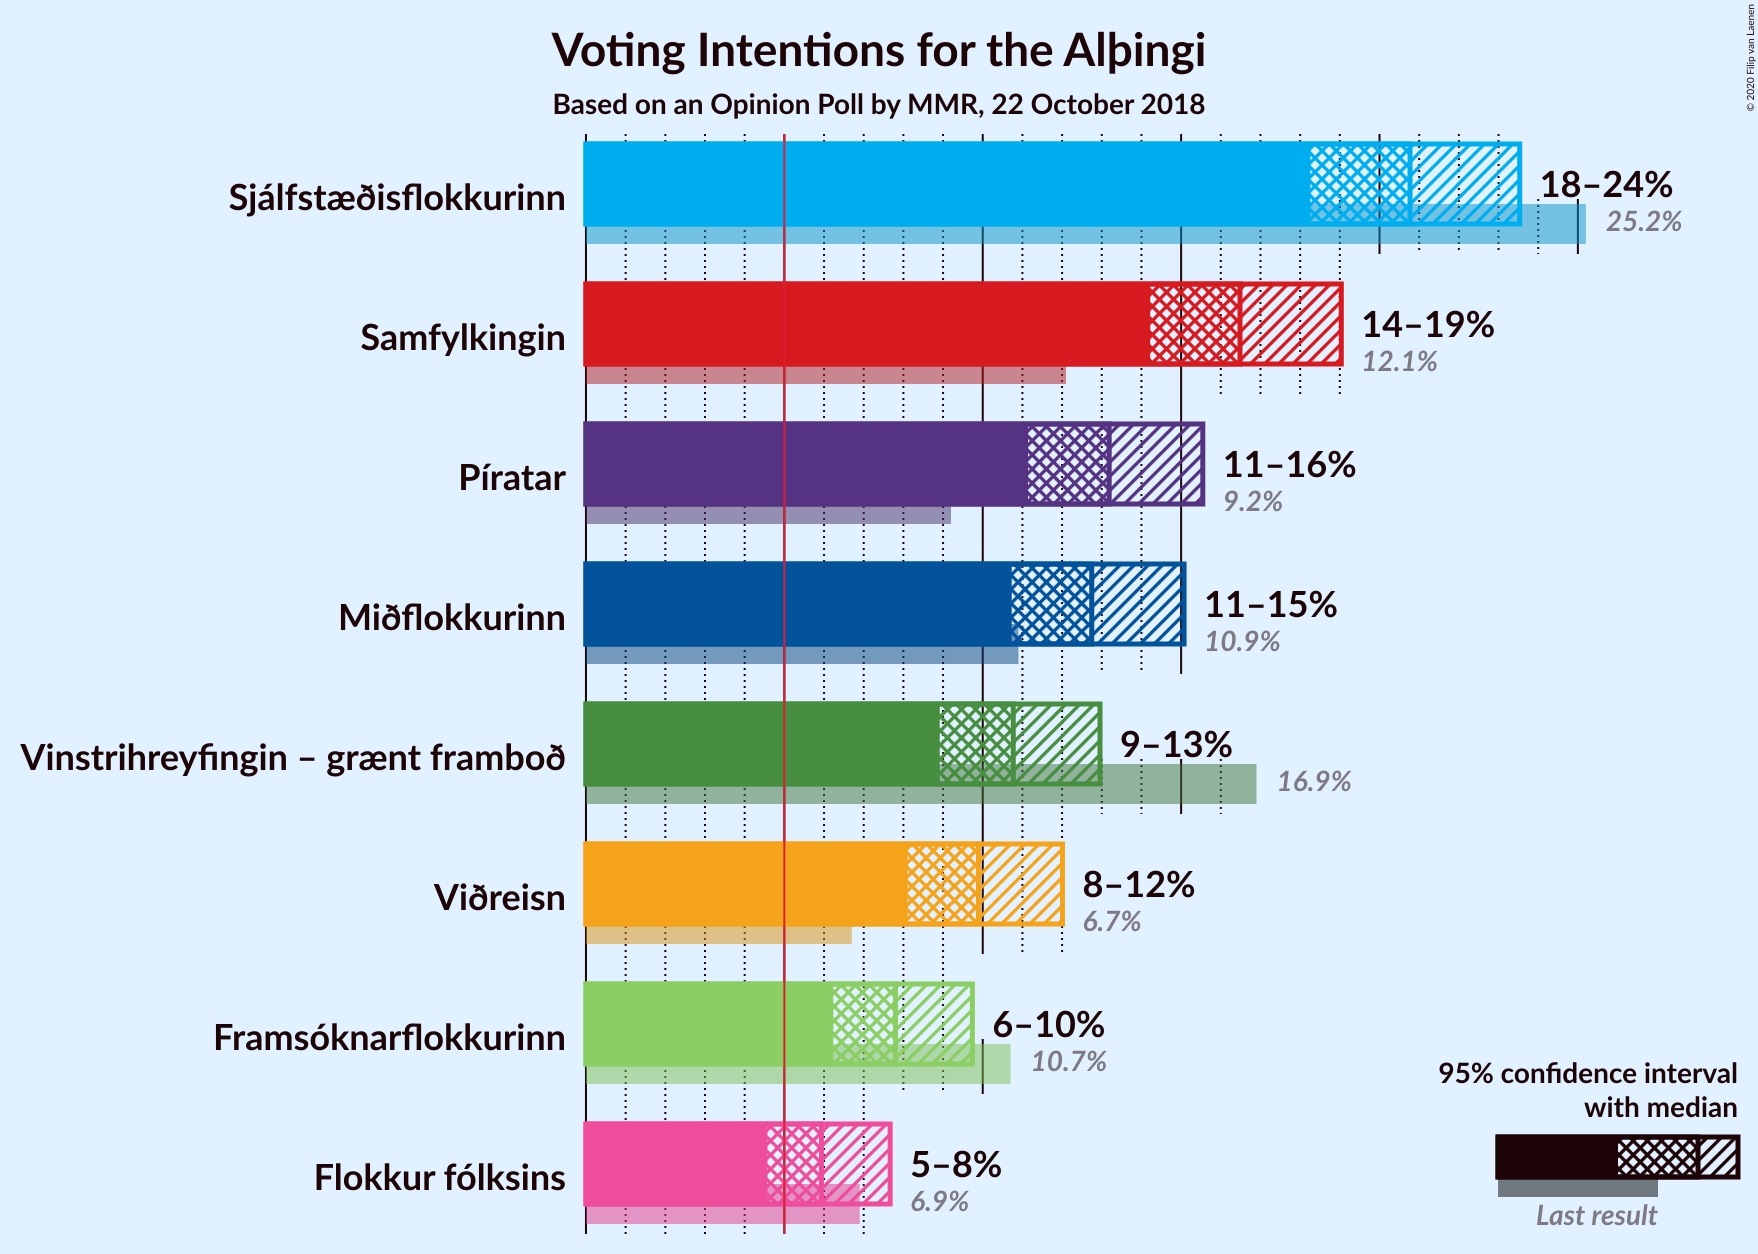 Voting Intentions for the Alþingi
Based on an Opinion Poll by MMR, 22 October 2018
© 2020 Filip van Laenen
Sjálfstæðisflokkurinn
18–24%
25.2%
Samfylkingin
14–19%
12.1%
Píratar
11–16%
9.2%
Miðflokkurinn
11–15%
10.9%
Vinstrihreyfingin – grænt framboð
9–13%
16.9%
Viðreisn
8–12%
6.7%
Framsóknarflokkurinn
6–10%
10.7%
Flokkur fólksins
5–8%
6.9%
95% confidence interval
with median
Last result